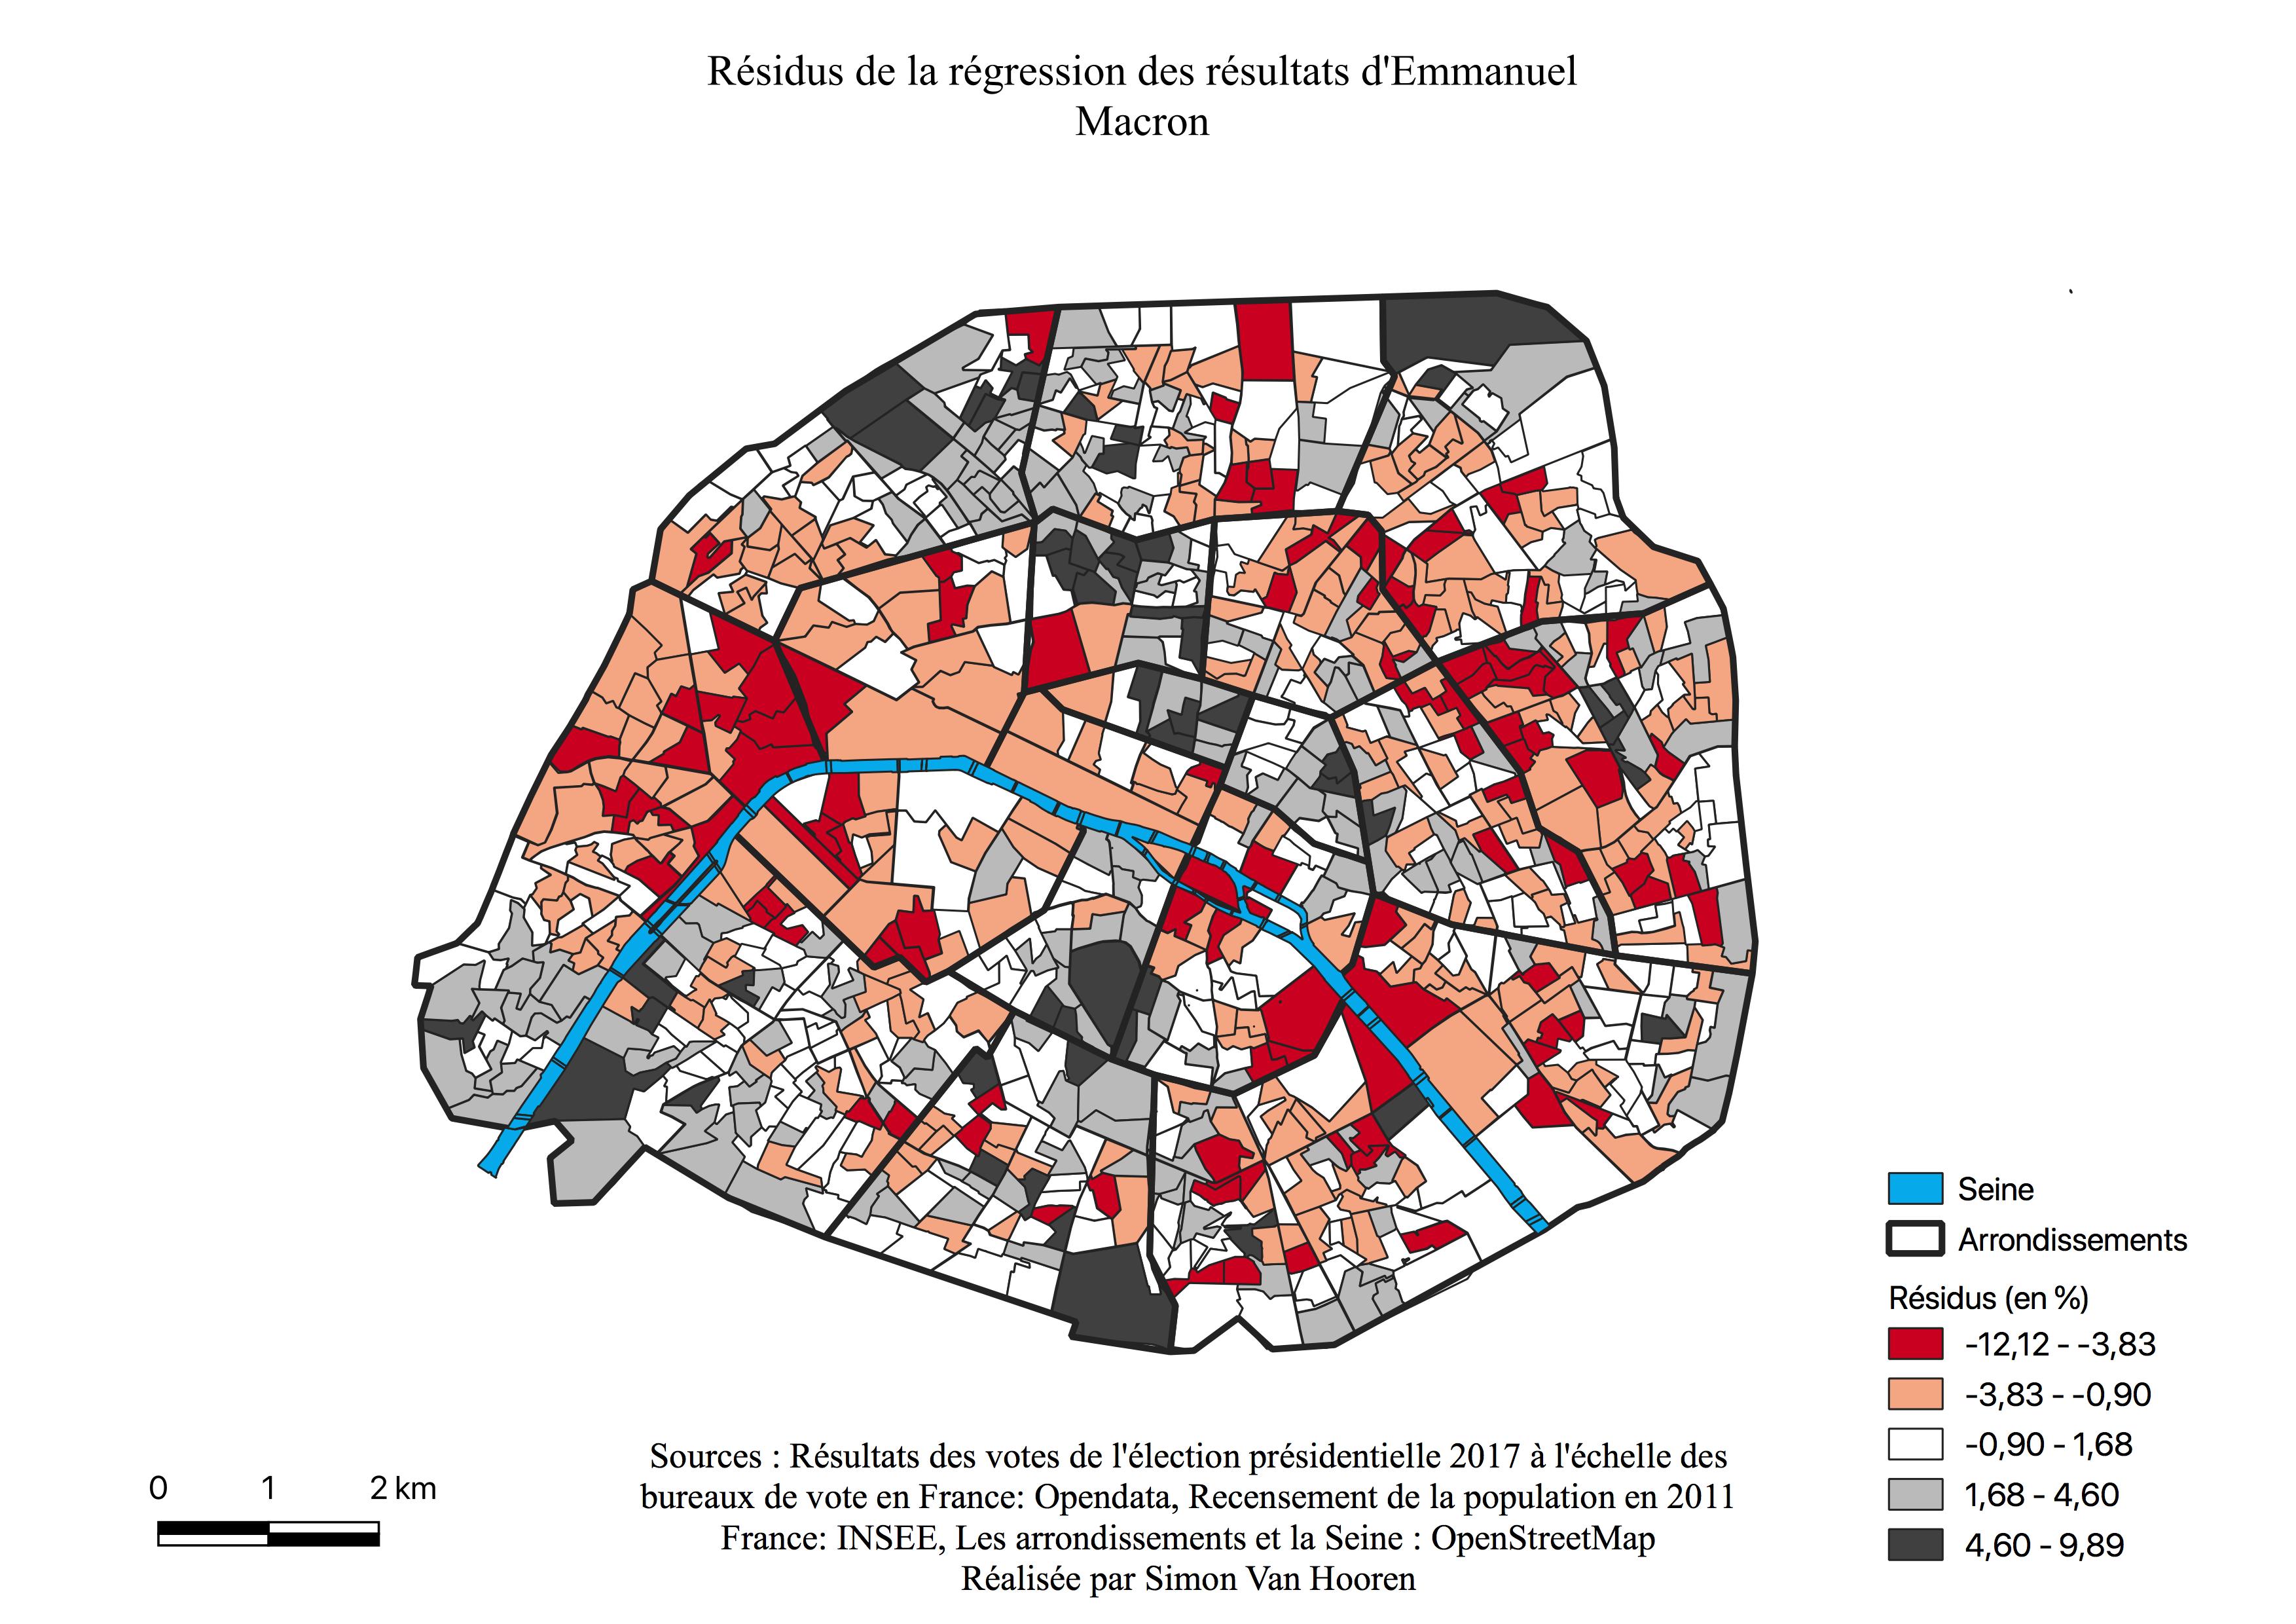 Résidus de la régression des résultats d'Emmanuel
Macron
Seine
Arrondissements
Résidus (en %)
-12,12 - -3,83
-3,83 - -0,90
-0,90 - 1,68
1,68 - 4,60
4,60 - 9,89
0 1 2 km
Sources : Résultats des votes de l'élection présidentielle 2017 à l'échelle des
bureaux de vote en France: Opendata, Recensement de la population en 2011
France: INSEE, Les arrondissements et la Seine : OpenStreetMap
Réalisée par Simon Van Hooren